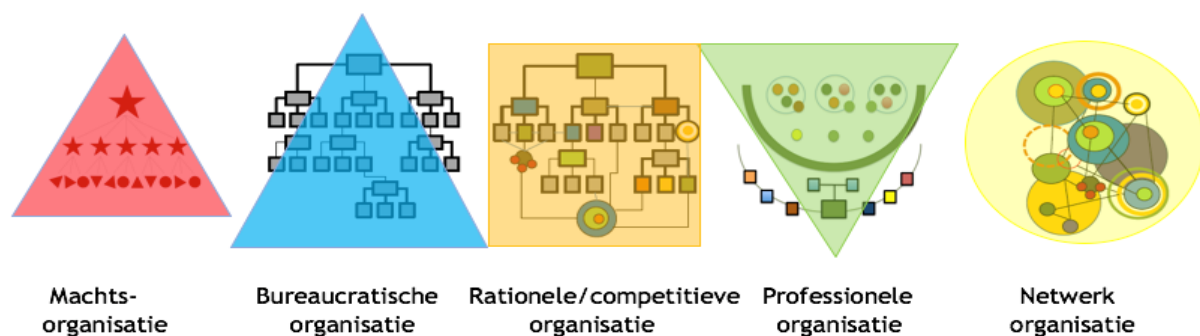 Machts-
organisatie
Bureaucratische
organisatie
Rationele/competitieve
organisatie
Professionele
organisatie
Netwerk
organisatie